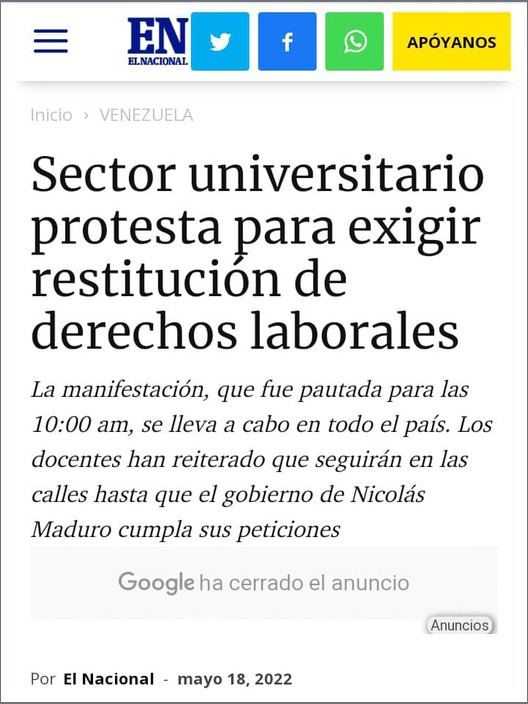 EN
EL NACIONAL
APÓYANOS
Inicio › VENEZUELA
Sector universitario
protesta para exigir
restitución de
derechos laborales
La manifestación, que fue pautada para las
10:00 am, se lleva a cabo en todo el país. Los
docentes han reiterado que seguirán en las
calles hasta que el gobierno de Nicolás
Maduro cumpla sus peticiones
Google ha cerrado el anuncio
Anuncios
Por El Nacional - mayo 18, 2022